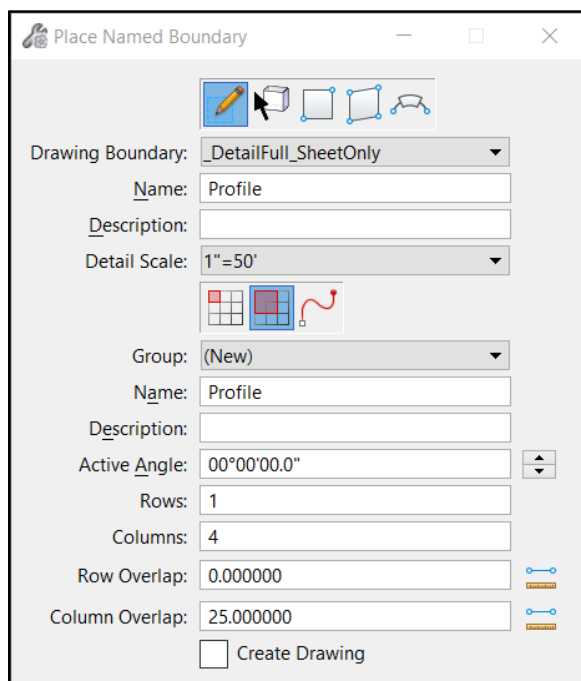 Place Named Boundary
Drawing Boundary: _DetailFull_SheetOnly
Name: Profile
Description:
Detail Scale: 1"=50'
Group: (New)
Name: Profile
Description:
Active Angle: 00°00'00.0"
Rows: 1
Columns: 4
Row Overlap: 0.000000
Column Overlap: 25.000000
Create Drawing